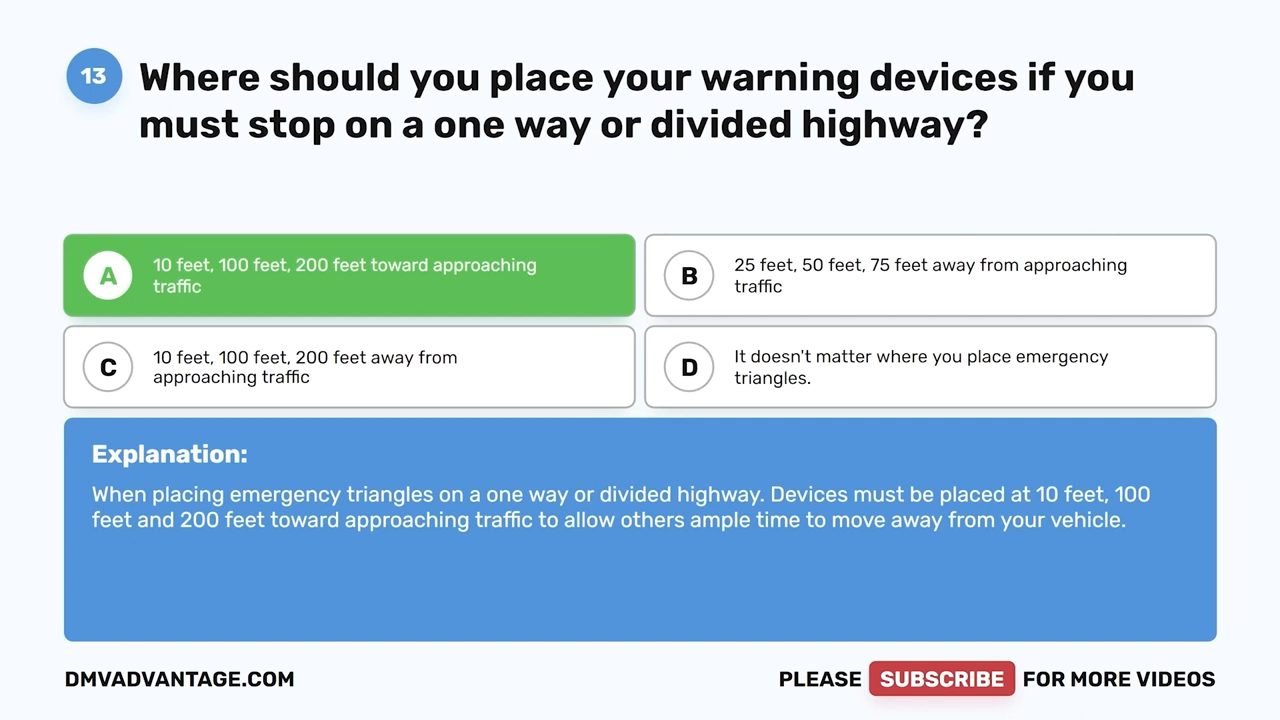 13
Where should you place your warning devices if you
must stop on a one way or divided highway?
A
10 feet, 100 feet, 200 feet toward approaching
traffic
B
25 feet, 50 feet, 75 feet away from approaching
traffic
C
10 feet, 100 feet, 200 feet away from
approaching traffic
D
It doesn't matter where you place emergency
triangles.
Explanation:
When placing emergency triangles on a one way or divided highway. Devices must be placed at 10 feet, 100
feet and 200 feet toward approaching traffic to allow others ample time to move away from your vehicle.
DMVADVANTAGE.COM
PLEASE SUBSCRIBE FOR MORE VIDEOS